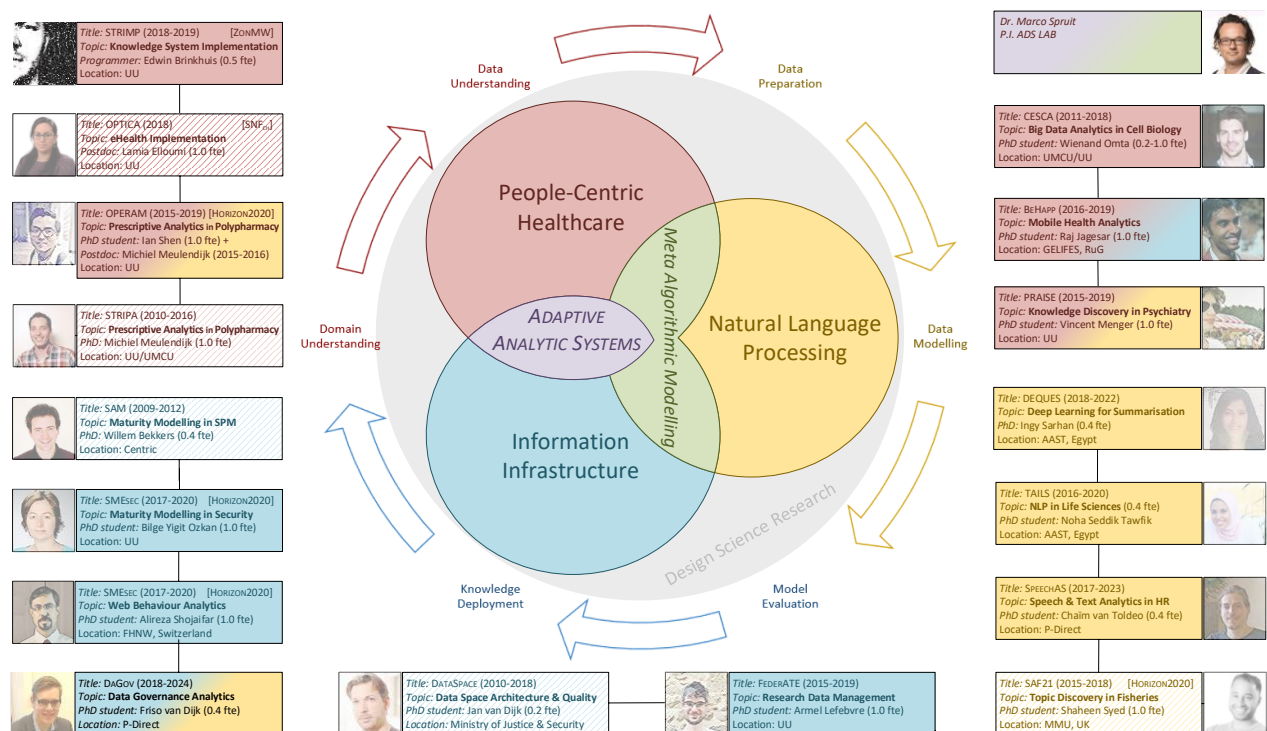 Title: STRIMP (2018-2019) [ZONMW]
Topic: Knowledge System Implementation
Programmer: Edwin Brinkhuis (0.5 fte)
Location: UU
Title: OPTICA (2018) [SNFdS]
Topic: eHealth Implementation
Postdoc: Lamia Elloumi (1.0 fte)
Location: UU
Title: OPERAM (2015-2019) [HORIZON2020]
Topic: Prescriptive Analytics in Polypharmacy
PhD student: Ian Shen (1.0 fte) +
Postdoc: Michiel Meulendijk (2015-2016)
Location: UU
Title: STRIPA (2010-2016)
Topic: Prescriptive Analytics in Polypharmacy
PhD: Michiel Meulendijk (1.0 fte)
Location: UU/UMCU
Title: SAM (2009-2012)
Topic: Maturity Modelling in SPM
PhD: Willem Bekkers (0.4 fte)
Location: Centric
Title: SMESEC (2017-2020) [HORIZON2020]
Topic: Maturity Modelling in Security
PhD student: Bilge Yigit Ozkan (1.0 fte)
Location: UU
Title: SMESEC (2017-2020) [HORIZON2020]
Topic: Web Behaviour Analytics
PhD student: Alireza Shojaifar (1.0 fte)
Location: FHNW, Switzerland
Title: DAGOV (2018-2024)
Topic: Data Governance Analytics
PhD student: Friso van Dijk (0.4 fte)
Location: P-Direct
Data
Understanding
Data
Preparation
People-Centric
Healthcare
Meta Algorithmic Modelling
Domain
Understanding
ADAPTIVE
ANALYTIC SYSTEMS
Natural Language
Processing
Data
Modelling
Information
Infrastructure
Design Science Research
Knowledge
Deployment
Model
Evaluation
Title: DATASPACE (2010-2018)
Topic: Data Space Architecture & Quality
PhD student: Jan van Dijk (0.2 fte)
Location: Ministry of Justice & Security
Title: FEDERATE (2015-2019)
Topic: Research Data Management
PhD student: Armel Lefebvre (1.0 fte)
Location: UU
Dr. Marco Spruit
P.I. ADS LAB
Title: CESCA (2011-2018)
Topic: Big Data Analytics in Cell Biology
PhD student: Wienand Omta (0.2-1.0 fte)
Location: UMCU/UU
Title: BEHAPP (2016-2019)
Topic: Mobile Health Analytics
PhD student: Raj Jagesar (1.0 fte)
Location: GELIFES, RuG
Title: PRAISE (2015-2019)
Topic: Knowledge Discovery in Psychiatry
PhD student: Vincent Menger (1.0 fte)
Location: UU
Title: DEQUES (2018-2022)
Topic: Deep Learning for Summarisation
PhD: Ingy Sarhan (0.4 fte)
Location: AAST, Egypt
Title: TAILS (2016-2020)
Topic: NLP in Life Sciences (0.4 fte)
PhD student: Noha Seddik Tawfik
Location: AAST, Egypt
Title: SPEECHAS (2017-2023)
Topic: Speech & Text Analytics in HR
PhD student: Chaïm van Toldeo (0.4 fte)
Location: P-Direct
Title: SAF21 (2015-2018) [HORIZON2020]
Topic: Topic Discovery in Fisheries
PhD student: Shaheen Syed (1.0 fte)
Location: MMU, UK